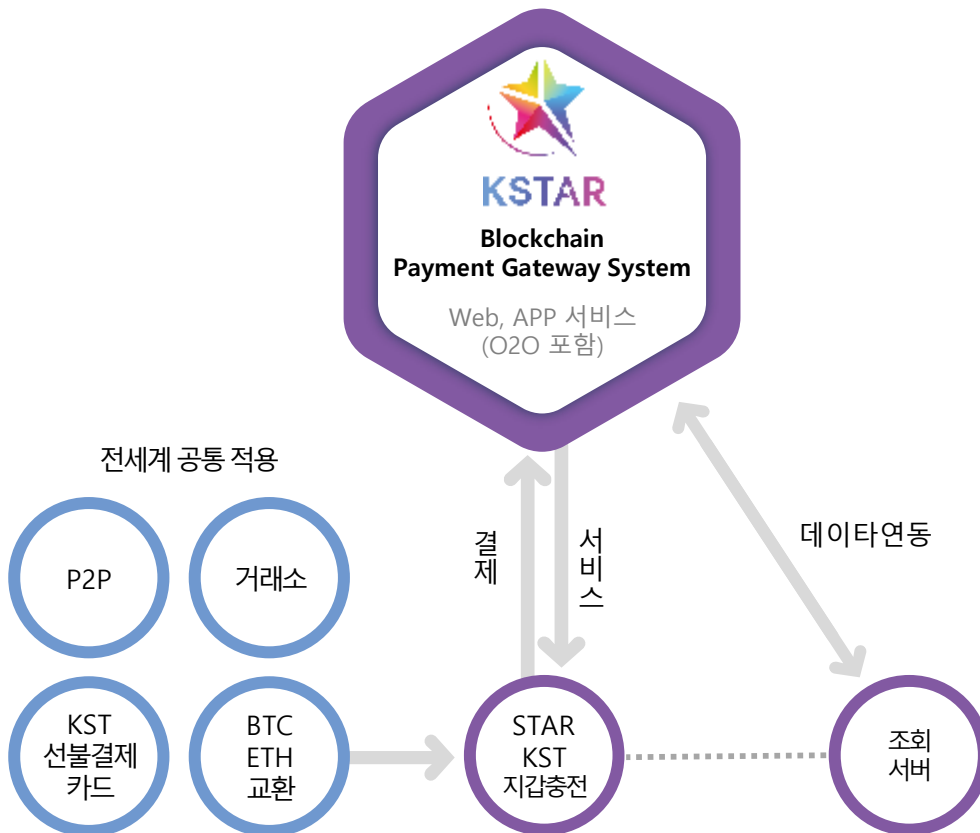 KSTAR
Blockchain
Payment Gateway System
Web, APP 서비스
(O2O 포함)
전세계 공통 적용
P2P
거래소
결제
서비스
데이타연동
KST
선불결제
카드
BTC
ETH
교환
STAR
KST
지갑충전
조회
서버